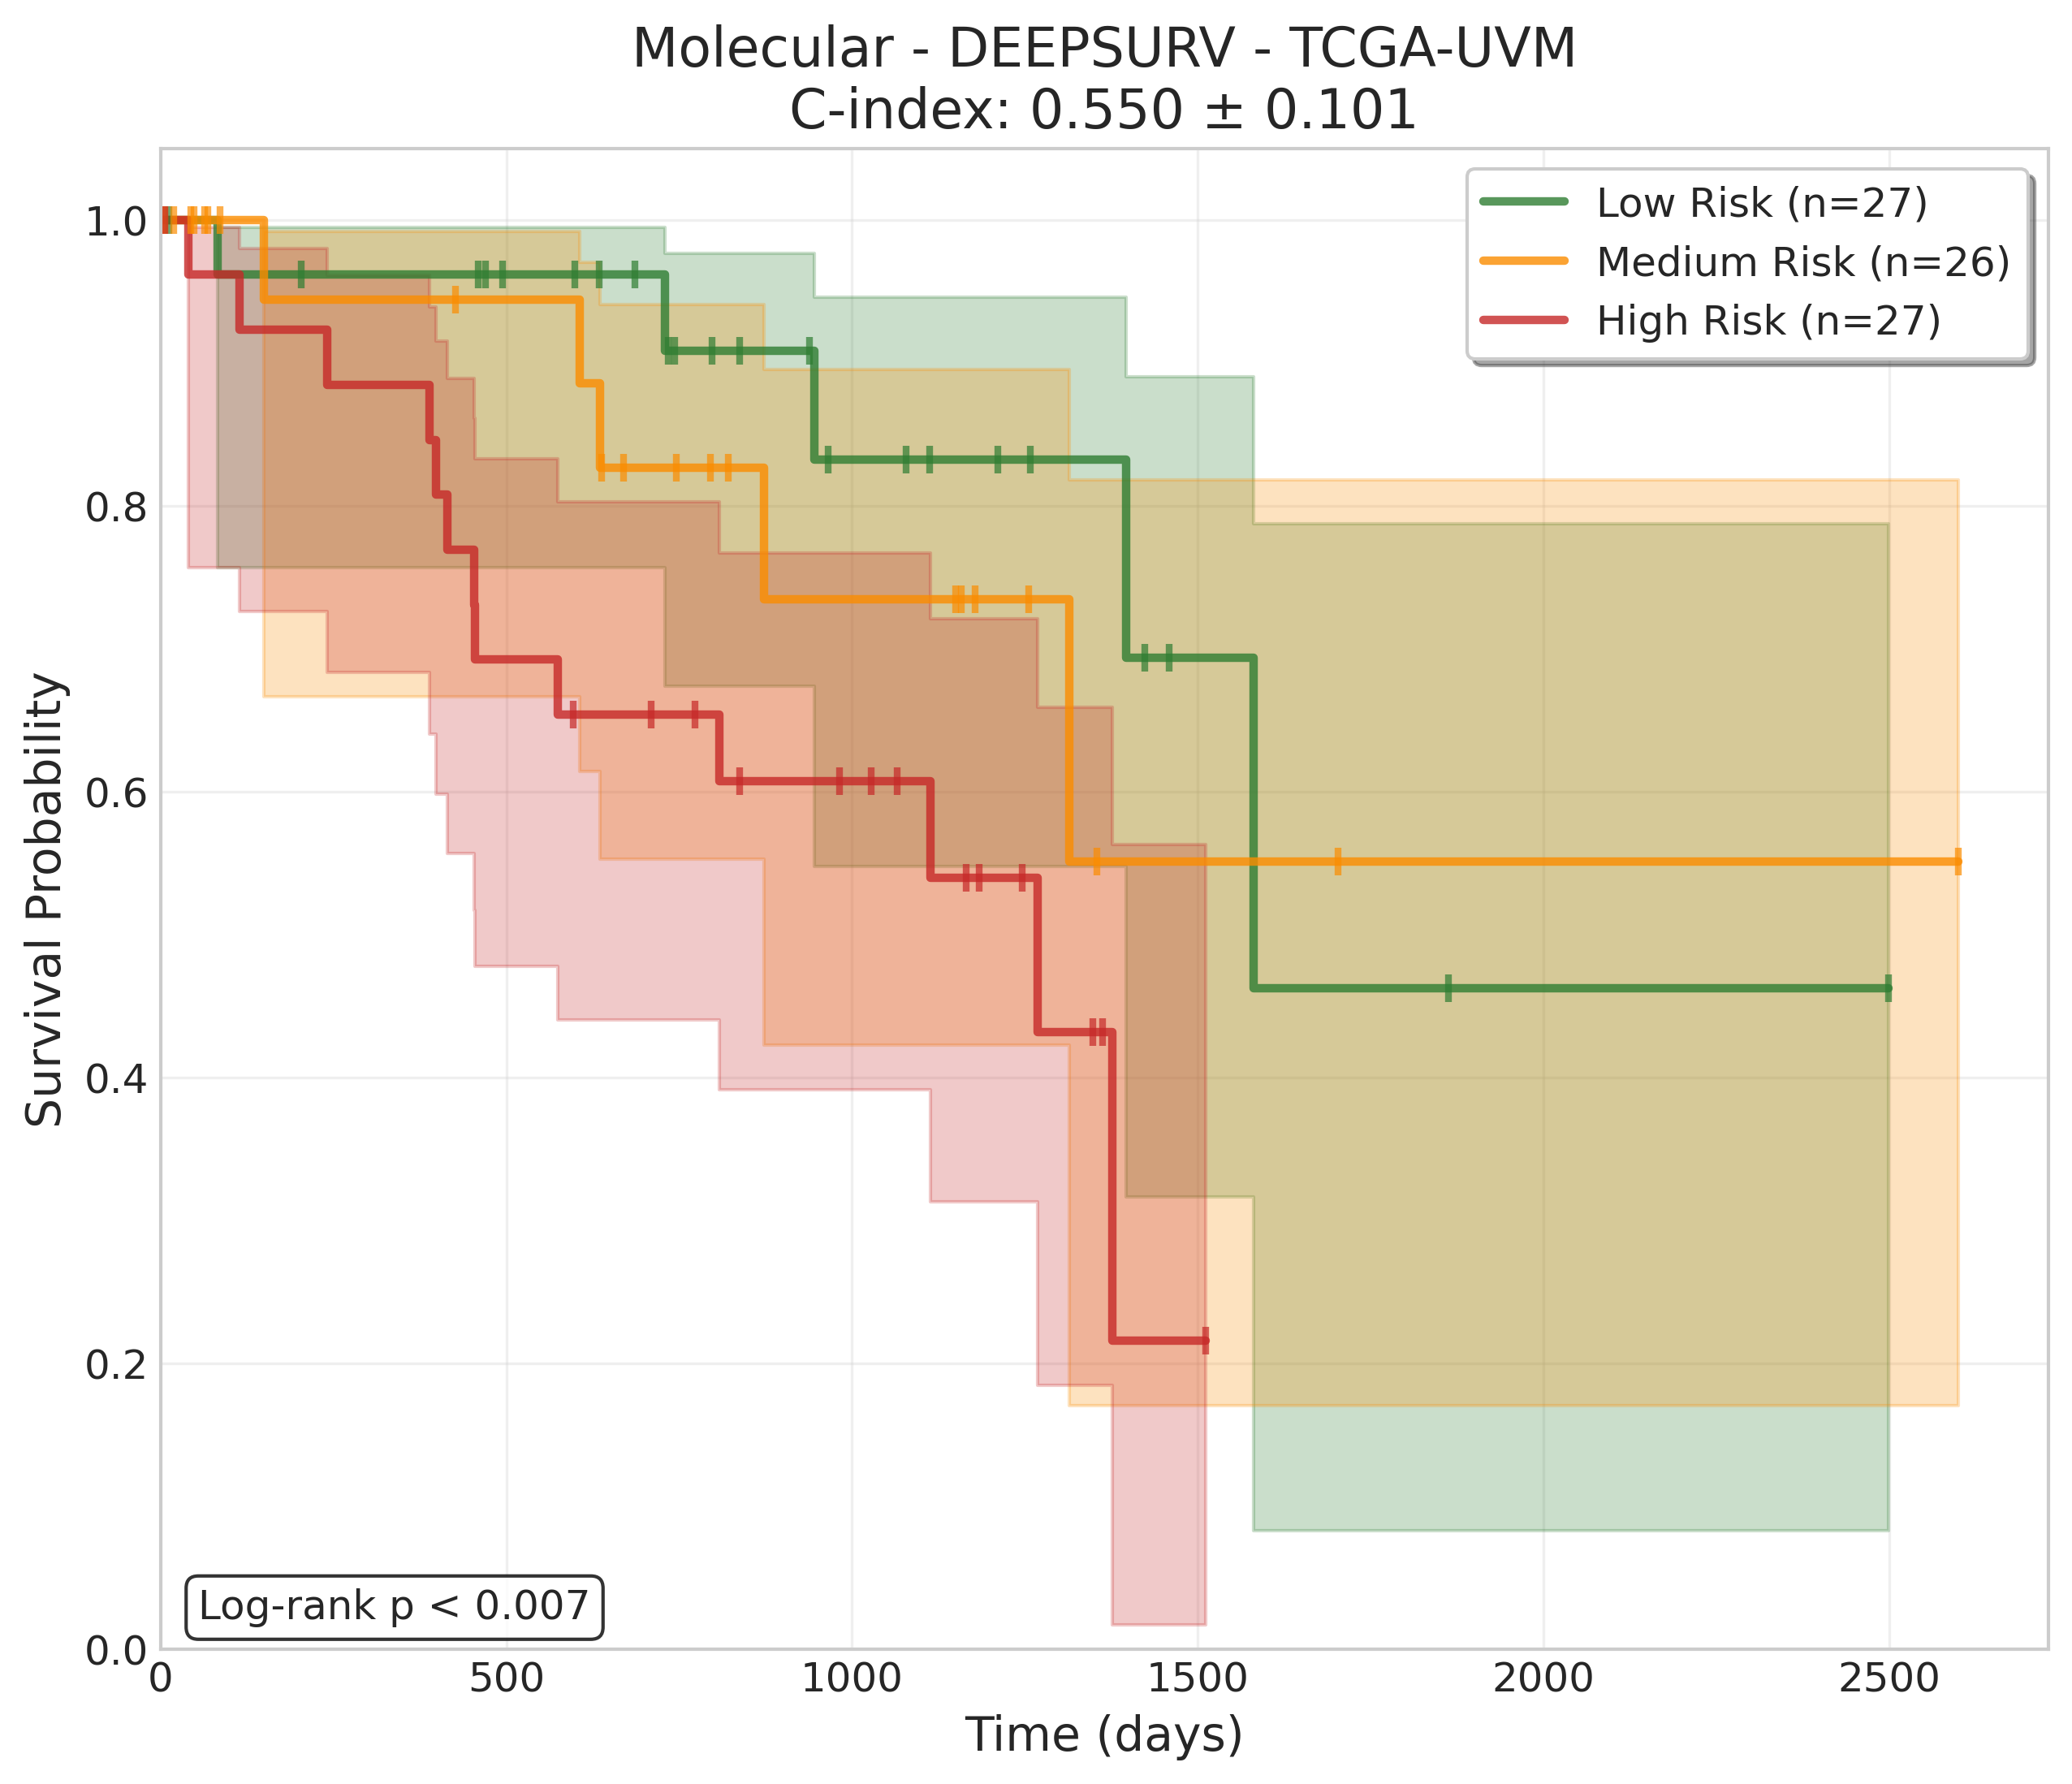 Molecular - DEEPSURV - TCGA-UVM
C-index: 0.550 ± 0.101
Low Risk (n=27)
Medium Risk (n=26)
High Risk (n=27)
Survival Probability
1.0
0.8
0.6
0.4
0.2
0.0
Log-rank p < 0.007
0 500 1000 1500 2000 2500
Time (days)